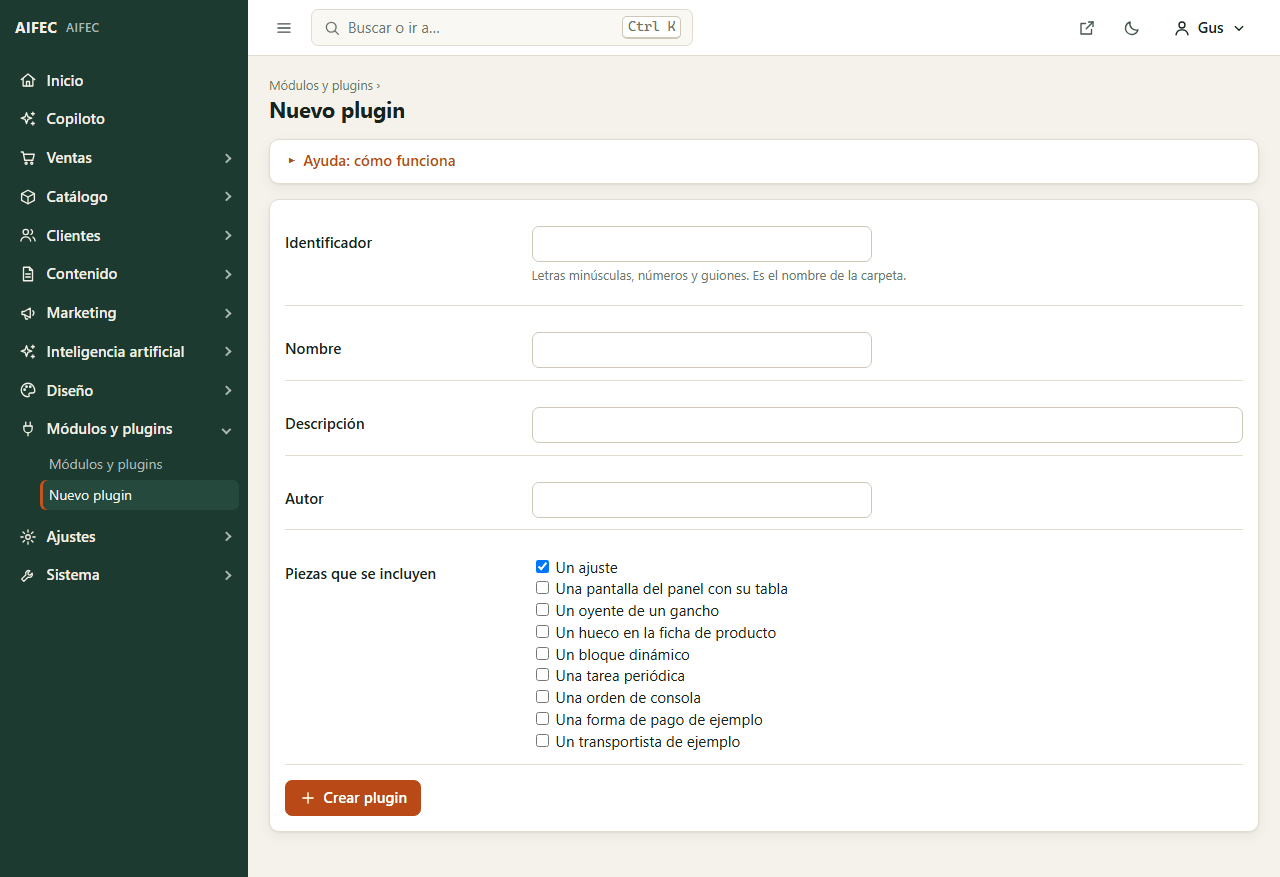 AIFEC AIFEC
Buscar o ir a...
Ctrl K
Gus
Inicio
Copiloto
Ventas
Catálogo
Clientes
Contenido
Marketing
Inteligencia artificial
Diseño
Módulos y plugins
Módulos y plugins
Nuevo plugin
Ajustes
Sistema
Módulos y plugins ›
Nuevo plugin
Ayuda: cómo funciona
Identificador
Letras minúsculas, números y guiones. Es el nombre de la carpeta.
Nombre
Descripción
Autor
Piezas que se incluyen
Un ajuste
Una pantalla del panel con su tabla
Un oyente de un gancho
Un hueco en la ficha de producto
Un bloque dinámico
Una tarea periódica
Una orden de consola
Una forma de pago de ejemplo
Un transportista de ejemplo
Crear plugin